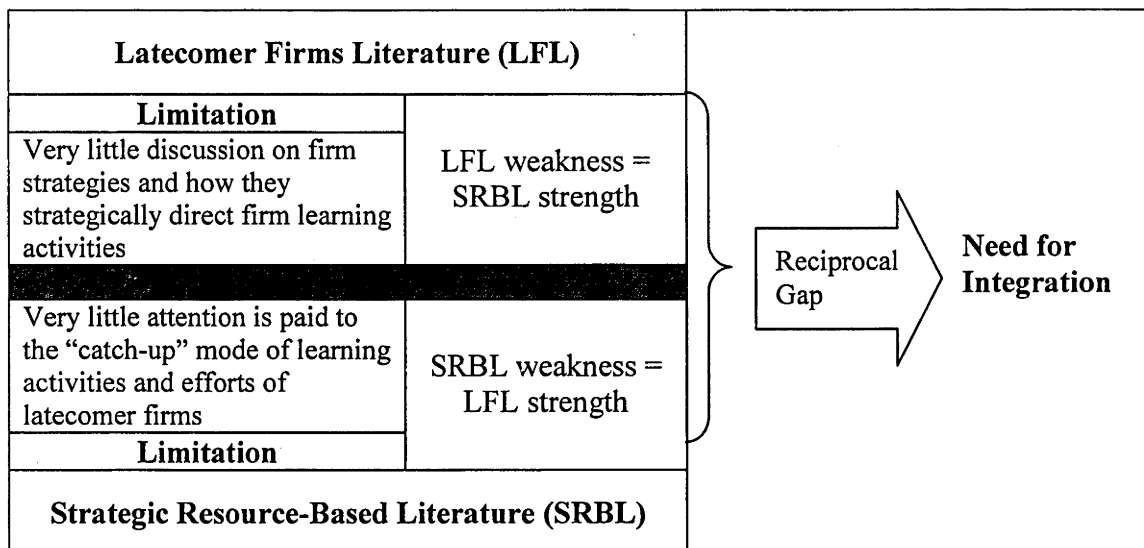 Latecomer Firms Literature (LFL)
Limitation
Very little discussion on firm
strategies and how they
strategically direct firm learning
activities
LFL weakness =
SRBL strength
Very little attention is paid to
the “catch-up” mode of learning
activities and efforts of
latecomer firms
SRBL weakness =
LFL strength
Limitation
Strategic Resource-Based Literature (SRBL)
Reciprocal
Gap
Need for
Integration